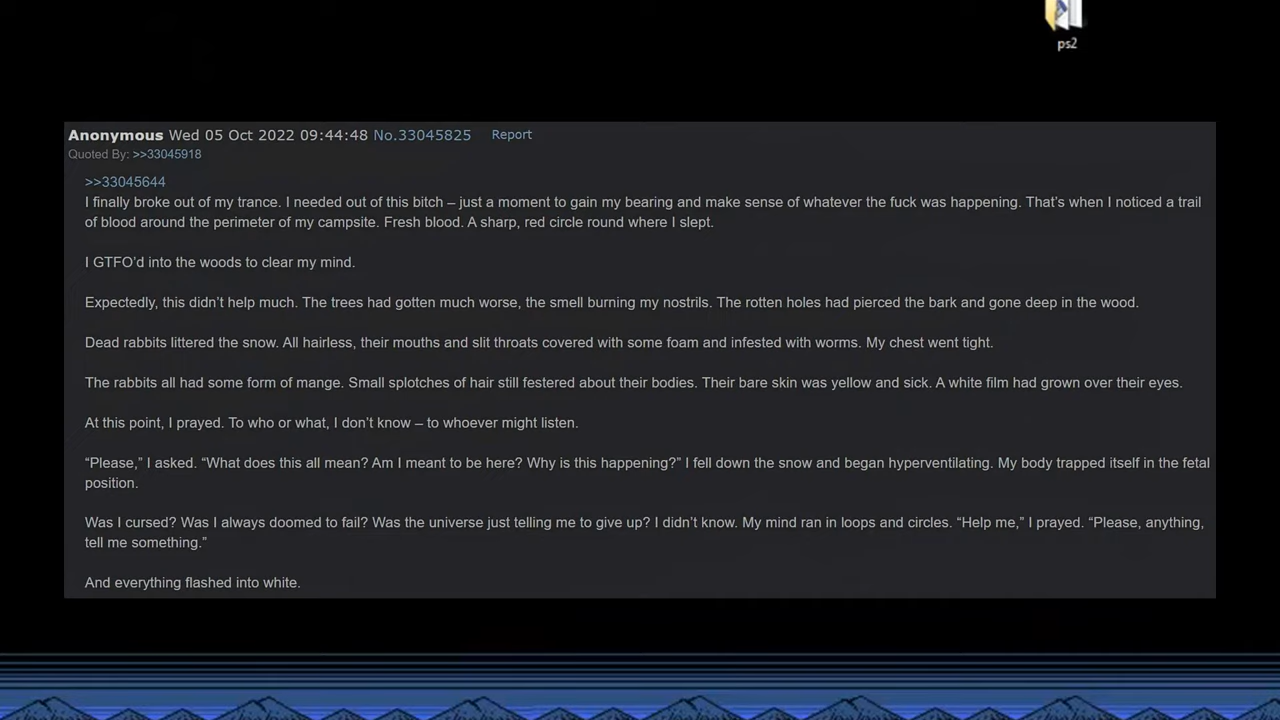 ps2
Anonymous Wed 05 Oct 2022 09:44:48 No.33045825 Report
Quoted By: >>33045918
>>33045644
I finally broke out of my trance. I needed out of this bitch – just a moment to gain my bearing and make sense of whatever the fuck was happening. That’s when I noticed a trail
of blood around the perimeter of my campsite. Fresh blood. A sharp, red circle round where I slept.
I GTFO’d into the woods to clear my mind.
Expectedly, this didn’t help much. The trees had gotten much worse, the smell burning my nostrils. The rotten holes had pierced the bark and gone deep in the wood.
Dead rabbits littered the snow. All hairless, their mouths and slit throats covered with some foam and infested with worms. My chest went tight.
The rabbits all had some form of mange. Small splotches of hair still festered about their bodies. Their bare skin was yellow and sick. A white film had grown over their eyes.
At this point, I prayed. To who or what, I don’t know – to whoever might listen.
“Please,” I asked. “What does this all mean? Am I meant to be here? Why is this happening?” I fell down the snow and began hyperventilating. My body trapped itself in the fetal
position.
Was I cursed? Was I always doomed to fail? Was the universe just telling me to give up? I didn’t know. My mind ran in loops and circles. “Help me,” I prayed. “Please, anything,
tell me something.”
And everything flashed into white.